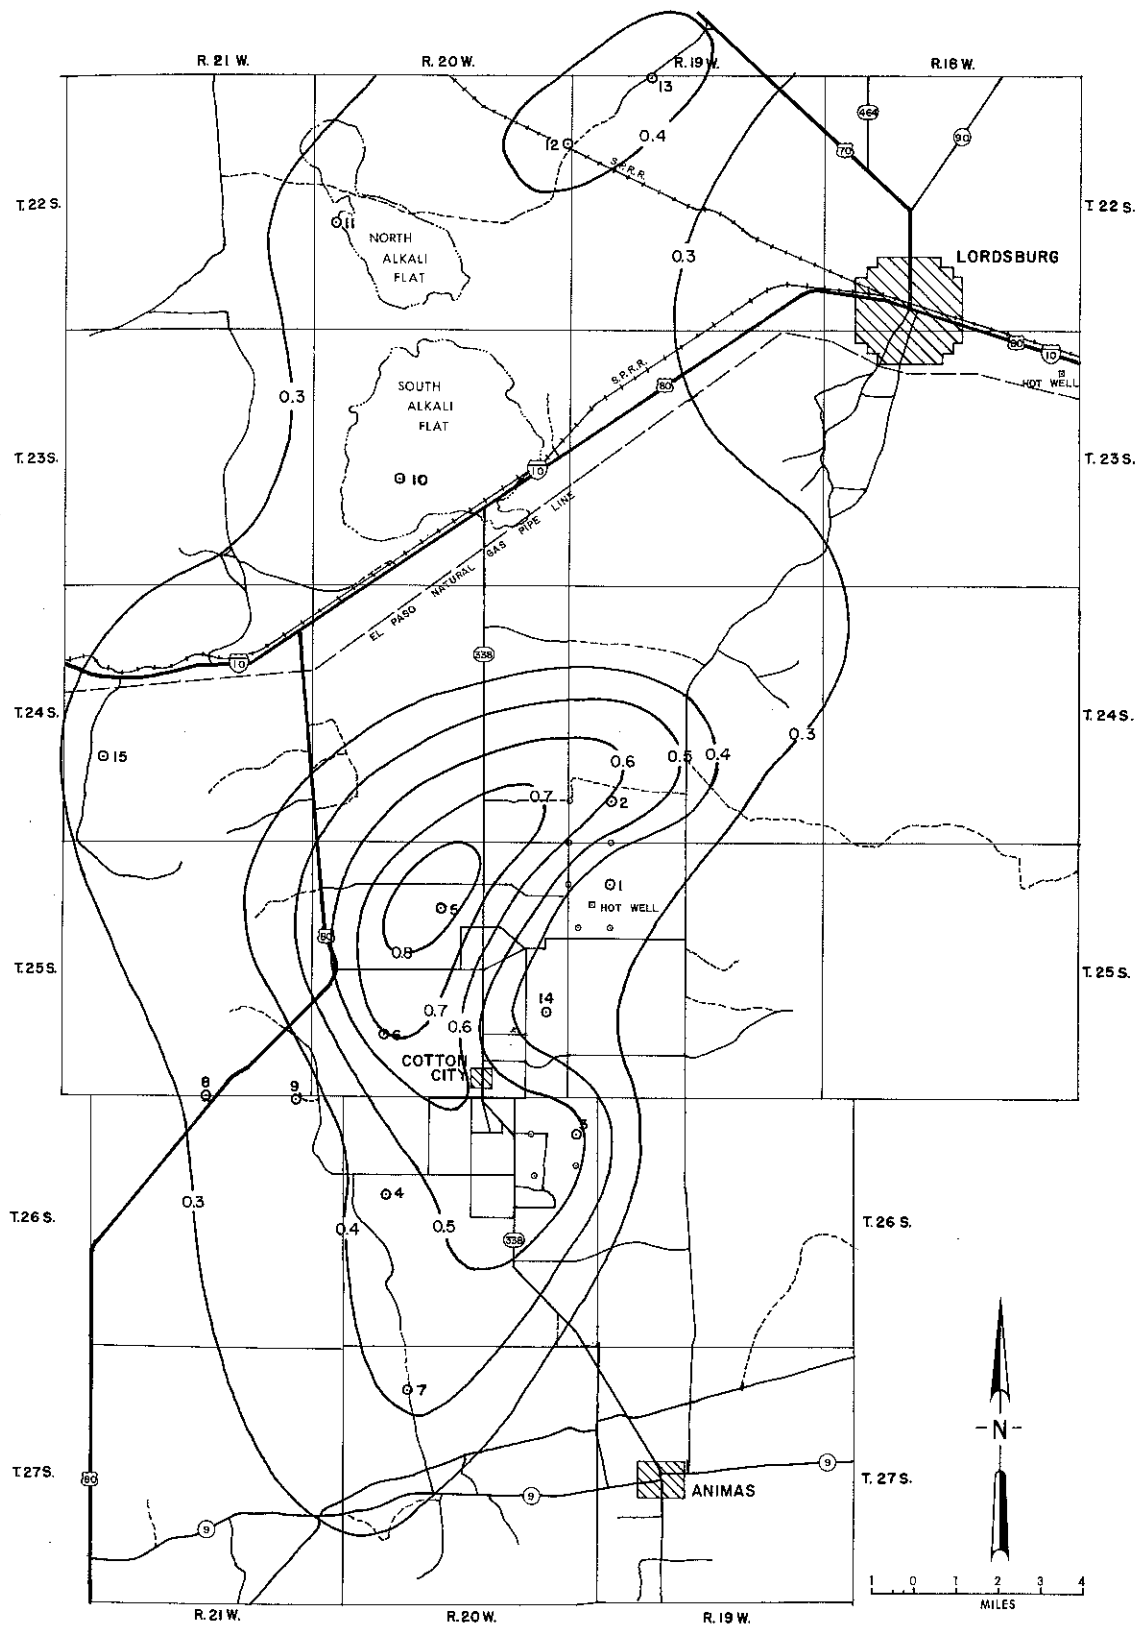 R. 21 W.
R. 20 W.
R. 19 W.
R. 18 W.
13
464
12
0.4
70
90
S.P.R.R.
T. 22 S.
T. 22 S.
11
NORTH
ALKALI
FLAT
0.3
LORDSBURG
80
10
SOUTH
ALKALI
FLAT
S.P.R.R.
80
HOT WELL
0.3
T. 23 S.
T. 23 S.
10
10
EL PASO NATURAL GAS PIPE LINE
338
10
T. 24 S.
T. 24 S.
0.3
15
0.6
0.5
0.4
0.7
2
1
5
HOT WELL
80
0.8
T. 25 S.
T. 25 S.
14
0.7
0.6
6
COTTON
CITY
8
9
3
4
0.3
0.4
0.5
338
T. 26 S.
T. 26 S.
7
N
T. 27 S.
80
9
9
9
ANIMAS
T. 27 S.
1 0 1 2 3 4
MILES
R. 21 W.
R. 20 W.
R. 19 W.